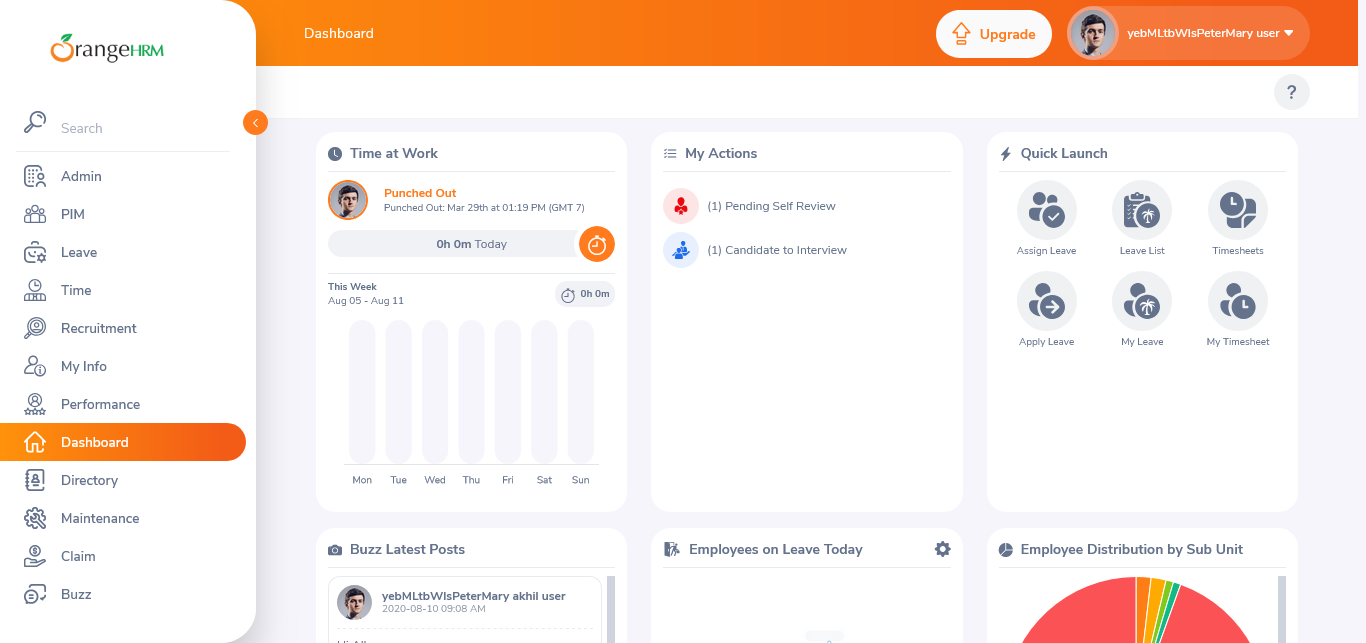 OrangeHRM
Search
Admin
PIM
Leave
Time
Recruitment
My Info
Performance
Dashboard
Directory
Maintenance
Claim
Buzz
Dashboard
Upgrade
yebMLtbWlsPeterMary user
?
Time at Work
Punched Out
Punched Out: Mar 29th at 01:19 PM (GMT 7)
0h 0m Today
This Week
Aug 05 - Aug 11
0h 0m
Mon Tue Wed Thu Fri Sat Sun
My Actions
(1) Pending Self Review
(1) Candidate to Interview
Quick Launch
Assign Leave Leave List Timesheets
Apply Leave My Leave My Timesheet
Buzz Latest Posts
yebMLtbWlsPeterMary akhil user
2020-08-10 09:08 AM
Employees on Leave Today
Employee Distribution by Sub Unit